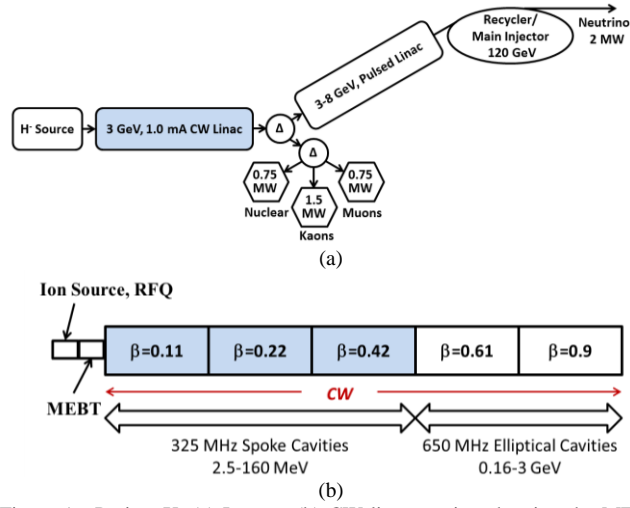 Recycler/
Main Injector
120 GeV
Neutrino
2 MW
3-8 GeV, Pulsed Linac
H- Source
3 GeV, 1.0 mA CW Linac
Δ
Δ
0.75
MW
Nuclear
1.5
MW
Kaons
0.75
MW
Muons
(a)
Ion Source, RFQ
β=0.11
β=0.22
β=0.42
β=0.61
β=0.9
MEBT
CW
325 MHz Spoke Cavities
2.5-160 MeV
650 MHz Elliptical Cavities
0.16-3 GeV
(b)